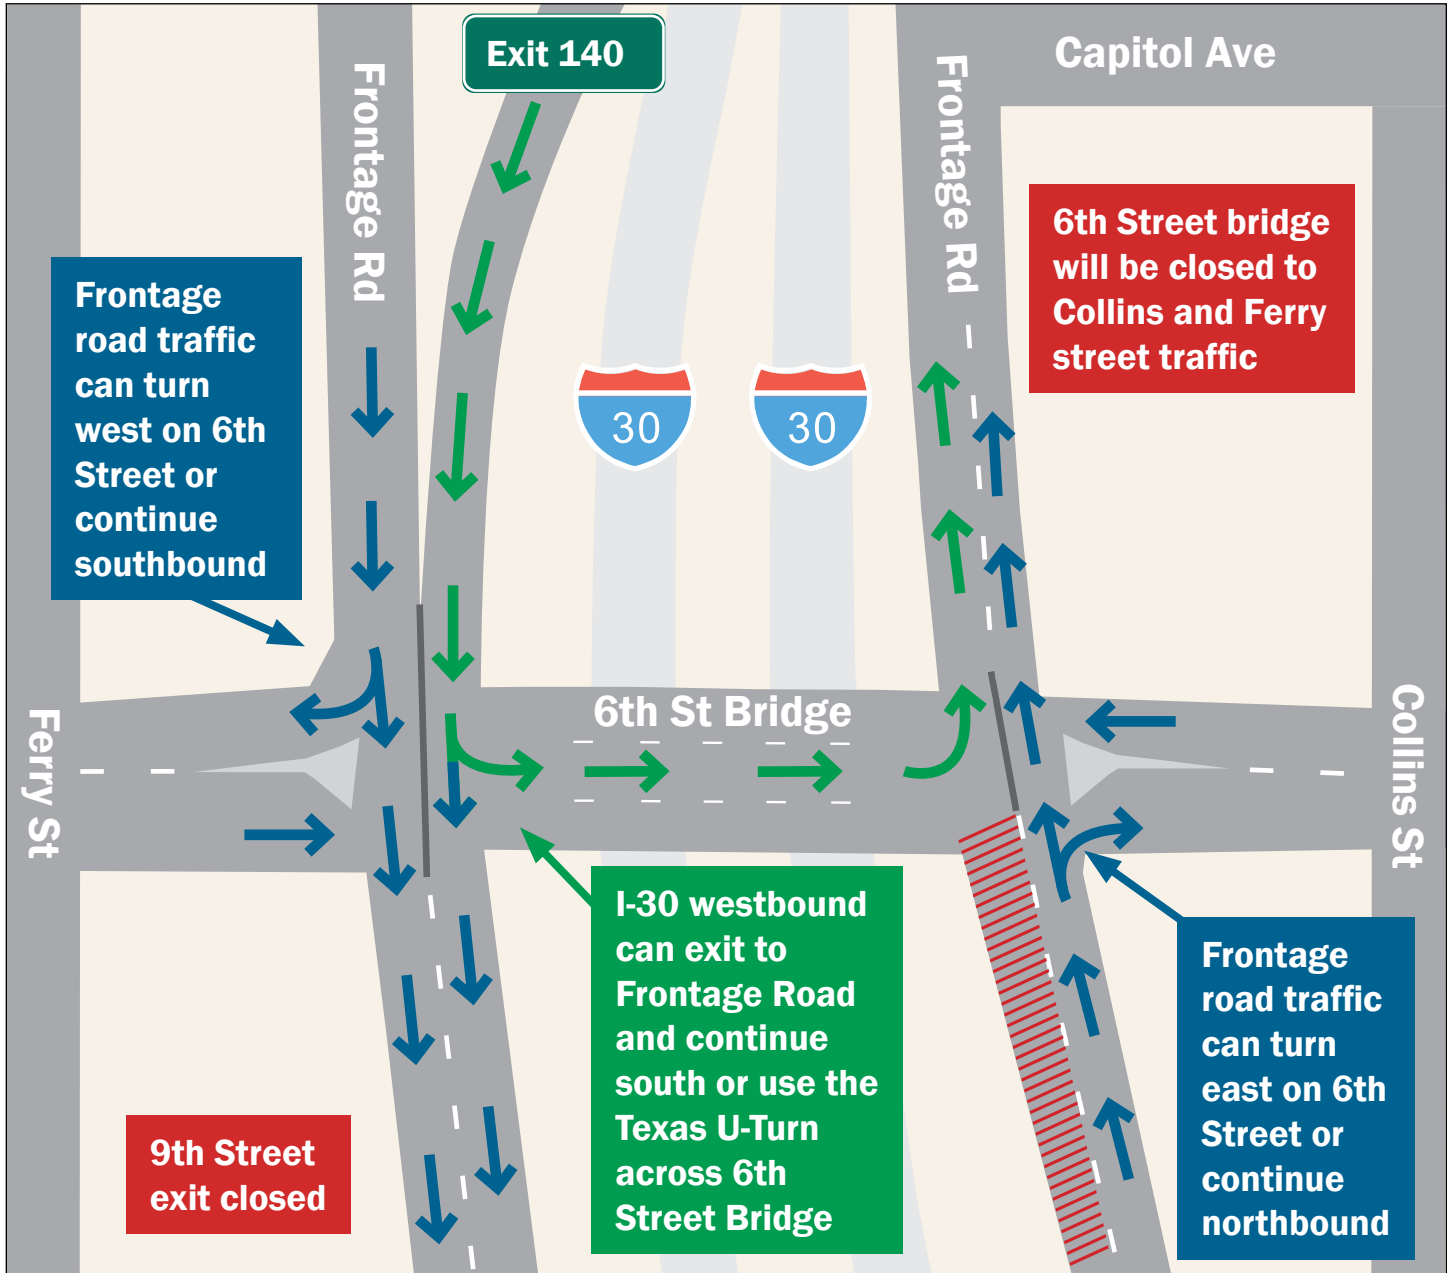 Exit 140
Capitol Ave
Frontage Rd
Frontage Rd
6th Street bridge
will be closed to
Collins and Ferry
street traffic
Frontage
road traffic
can turn
west on 6th
Street or
continue
southbound
30
30
6th St Bridge
Ferry St
Collins St
I-30 westbound
can exit to
Frontage Road
and continue
south or use the
Texas U-Turn
across 6th
Street Bridge
Frontage
road traffic
can turn
east on 6th
Street or
continue
northbound
9th Street
exit closed